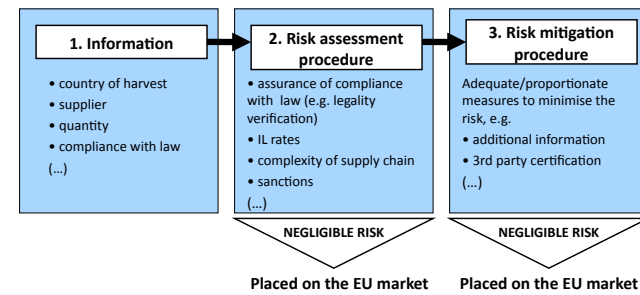 1. Information
• country of harvest
• supplier
• quantity
• compliance with law
(...)
2. Risk assessment
procedure
• assurance of compliance
with law (e.g. legality
verification)
• IL rates
• complexity of supply chain
• sanctions
(...)
NEGLIGIBLE RISK
Placed on the EU market
3. Risk mitigation
procedure
Adequate/proportionate
measures to minimise the
risk, e.g.
• additional information
• 3rd party certification
(...)
NEGLIGIBLE RISK
Placed on the EU market